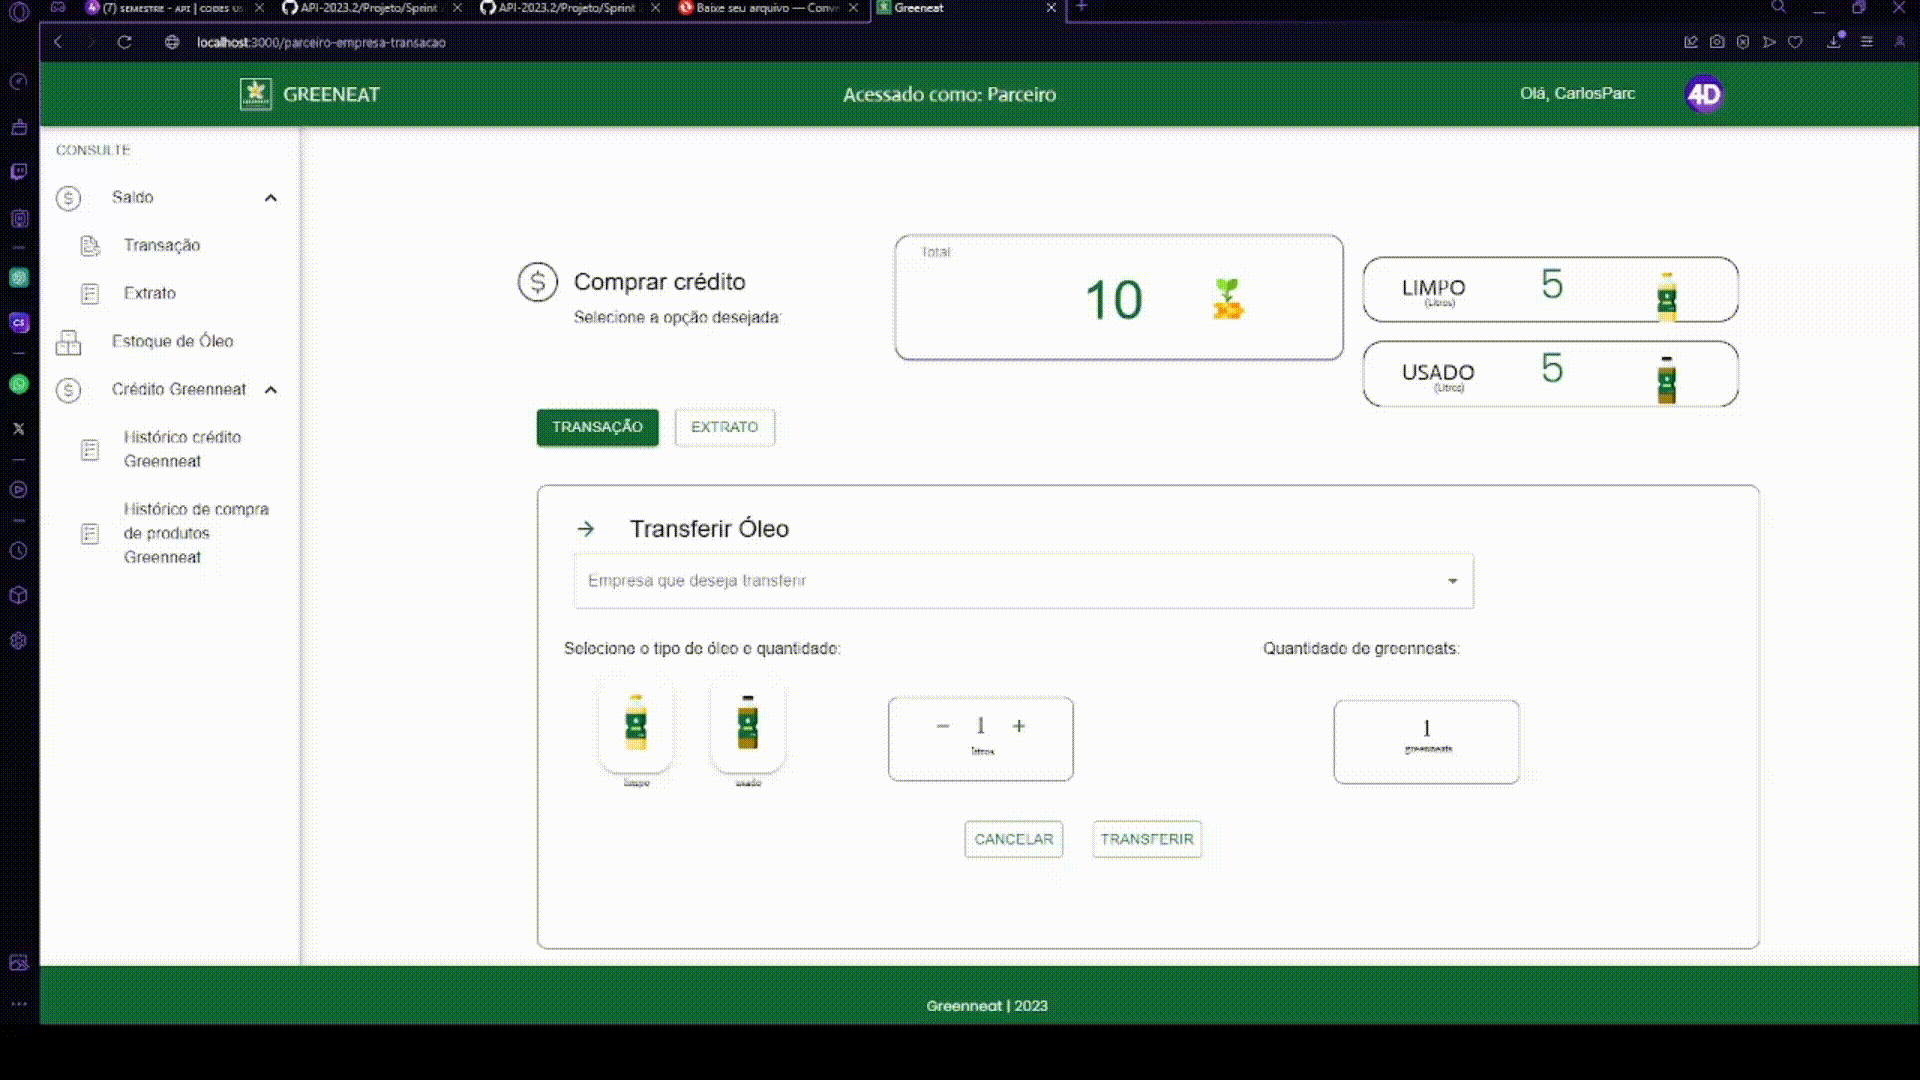 (7) SEMESTRE - API | CODES US
API-2023.2/Projeto/Sprint
API-2023.2/Projeto/Sprint
Baixe seu arquivo — Conv
Greeneat
localhost:3000/parceiro-empresa-transacao
GREENEAT
Acessado como: Parceiro
Olá, CarlosParc
4D
CONSULTE
Saldo
Transação
Extrato
Estoque de Óleo
Crédito Greenneat
Histórico crédito
Greenneat
Histórico de compra
de produtos
Greenneat
Comprar crédito
Selecione a opção desejada:
Total
10
LIMPO
(Litros)
5
USADO
(Litros)
5
TRANSAÇÃO
EXTRATO
Transferir Óleo
Empresa que deseja transferir
Selecione o tipo de óleo e quantidade:
Quantidade de greenneats:
limpo
usado
− 1 +
litros
1
greenneats
CANCELAR
TRANSFERIR
Greenneat | 2023